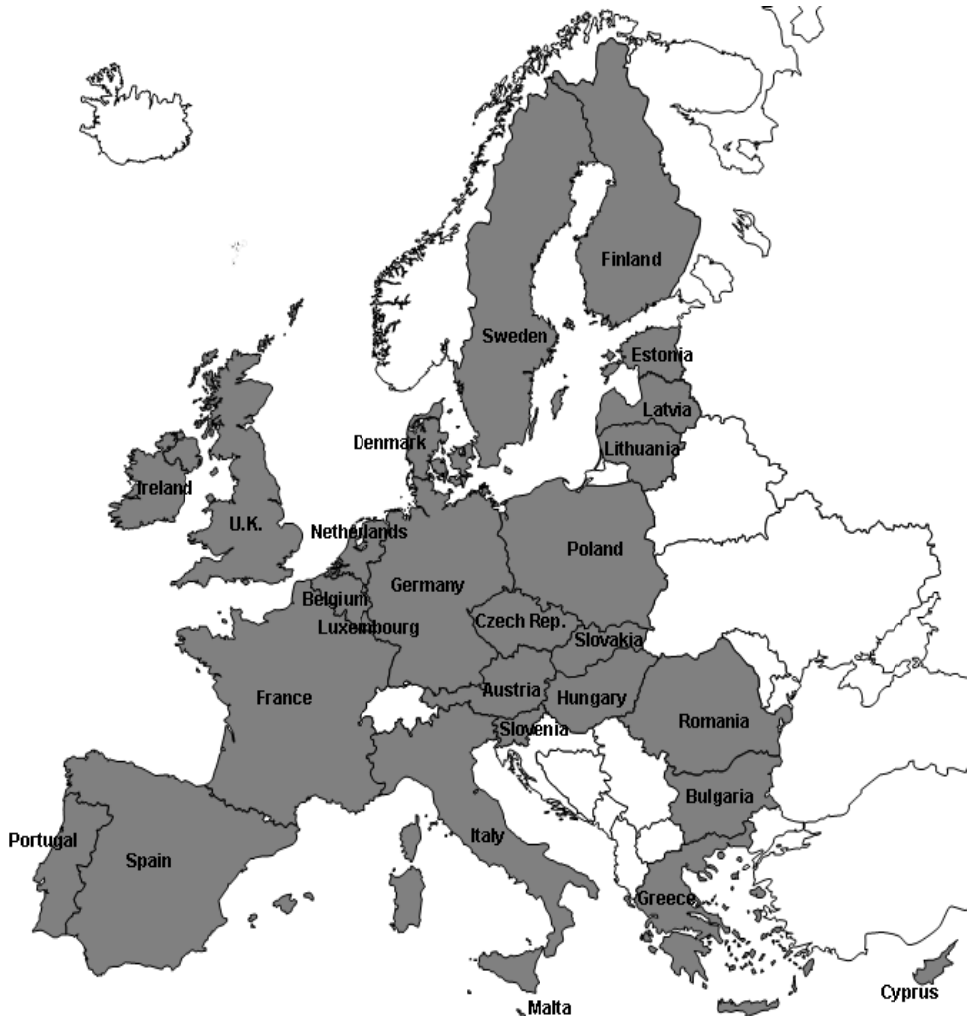 Finland
Sweden
Estonia
Latvia
Denmark
Lithuania
Ireland
U.K.
Netherlands
Poland
Germany
Belgium
Czech Rep.
Luxembourg
Slovakia
Austria
France
Hungary
Romania
Slovenia
Bulgaria
Portugal
Italy
Spain
Greece
Cyprus
Malta